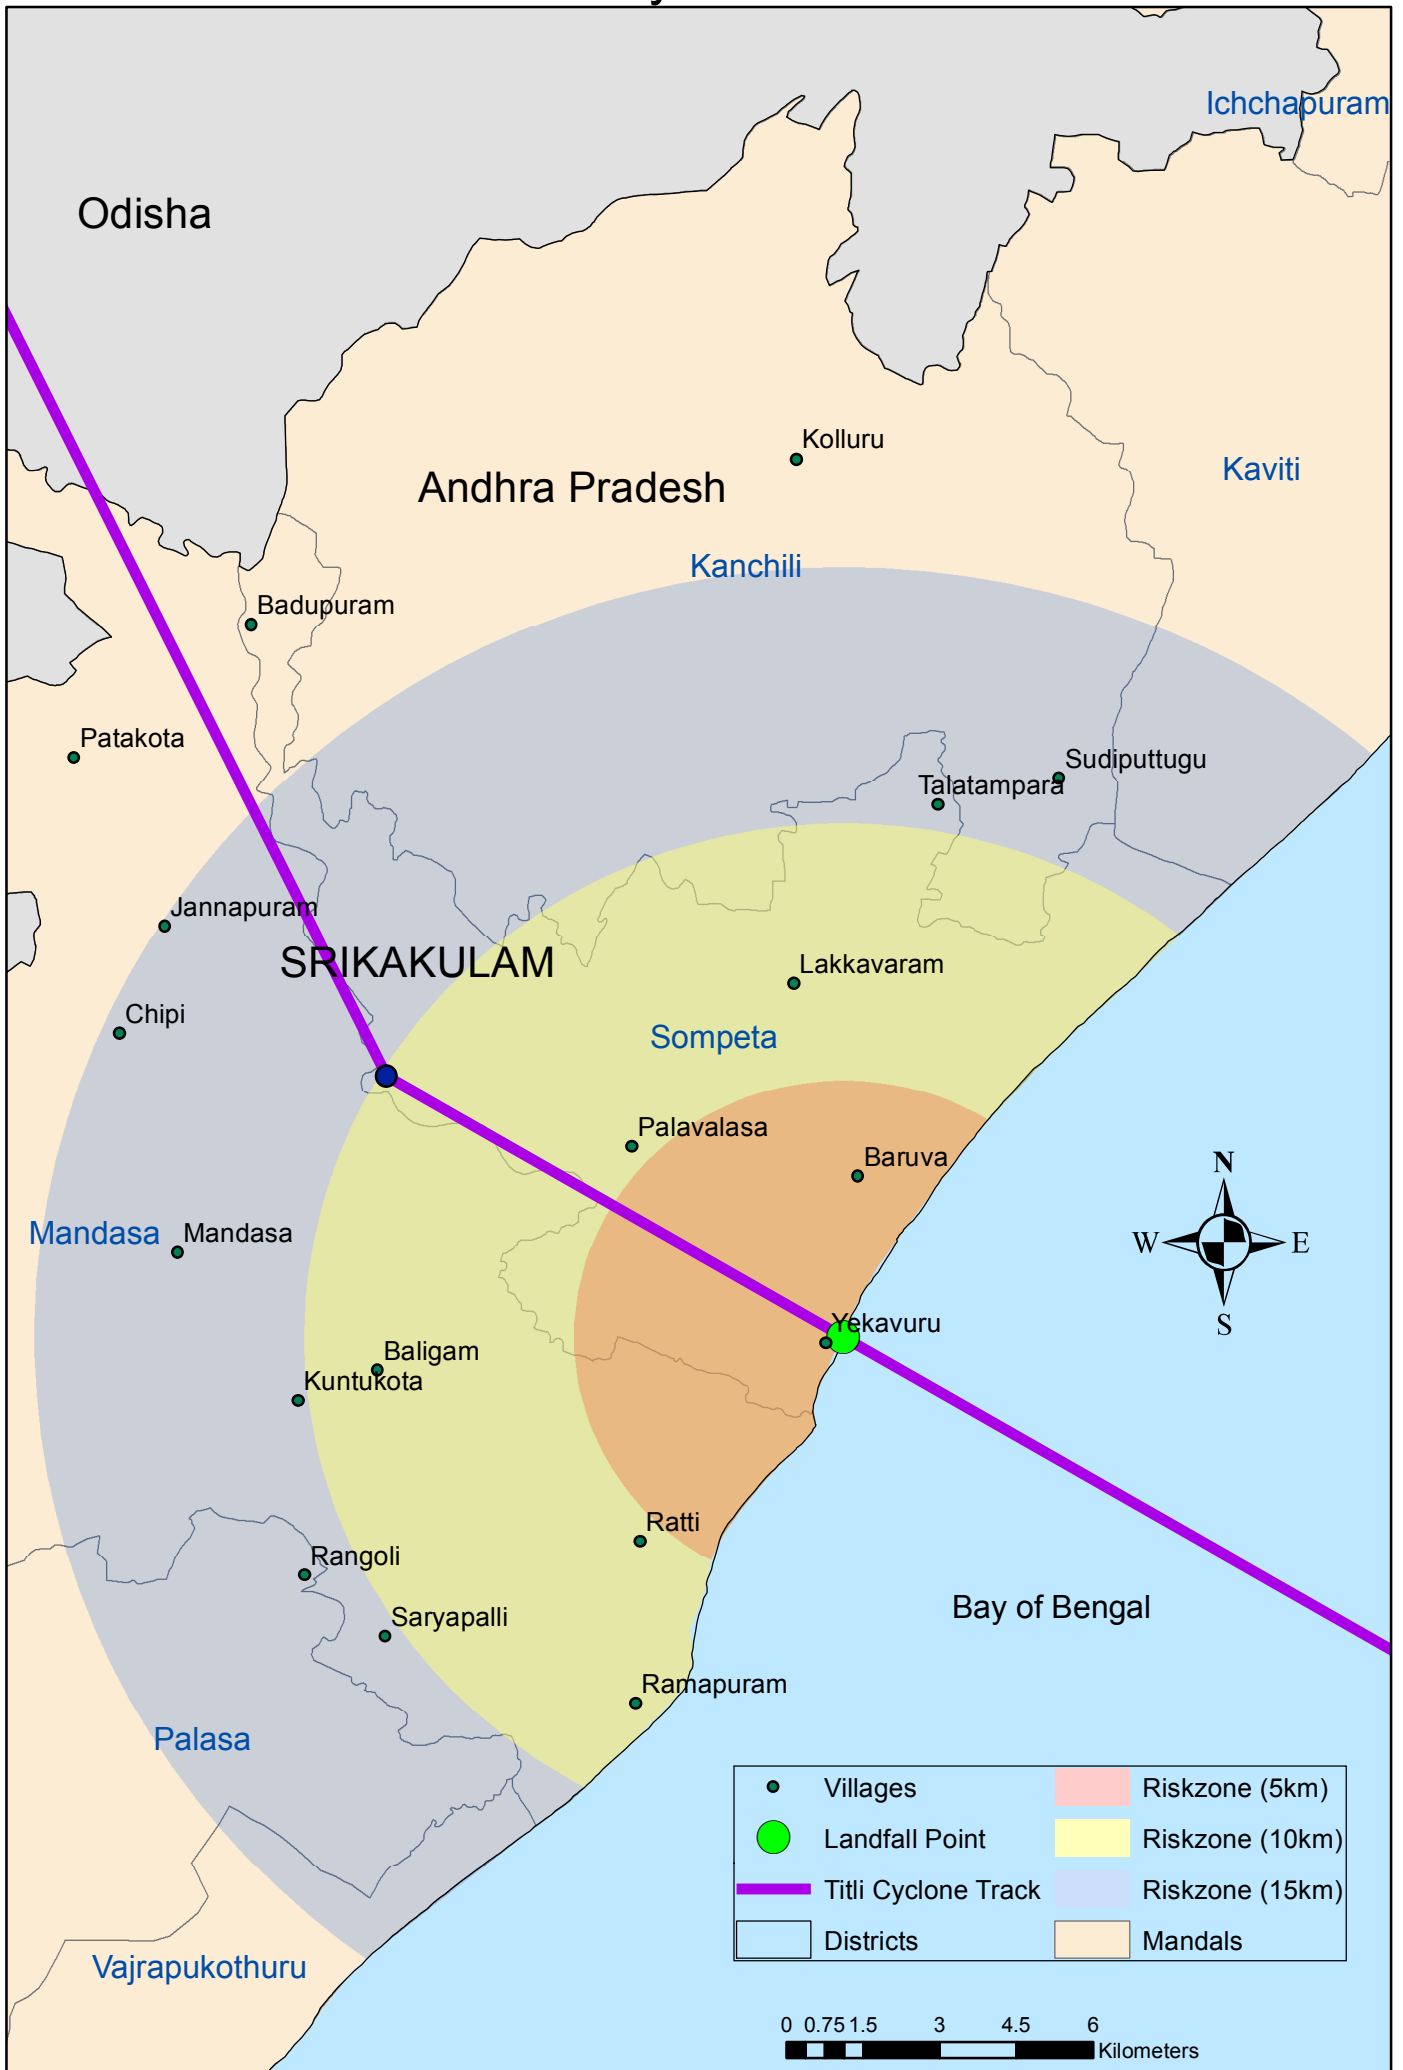 Ichchapuram
Odisha
Kolluru
Kaviti
Andhra Pradesh
Kanchili
Badupuram
Patakota
Sudiputtugu
Talatampara
Jannapuram
SRIKAKULAM
Lakkavaram
Chipi
Sompeta
Palavalasa
Baruva
N
W E
S
Mandasa
Mandasa
Yekavuru
Baligam
Kuntukota
Ratti
Rangoli
Bay of Bengal
Saryapalli
Ramapuram
Palasa
Villages Riskzone (5km)
Landfall Point Riskzone (10km)
Titli Cyclone Track Riskzone (15km)
Districts Mandals
Vajrapukothuru
0 0.75 1.5 3 4.5 6
Kilometers